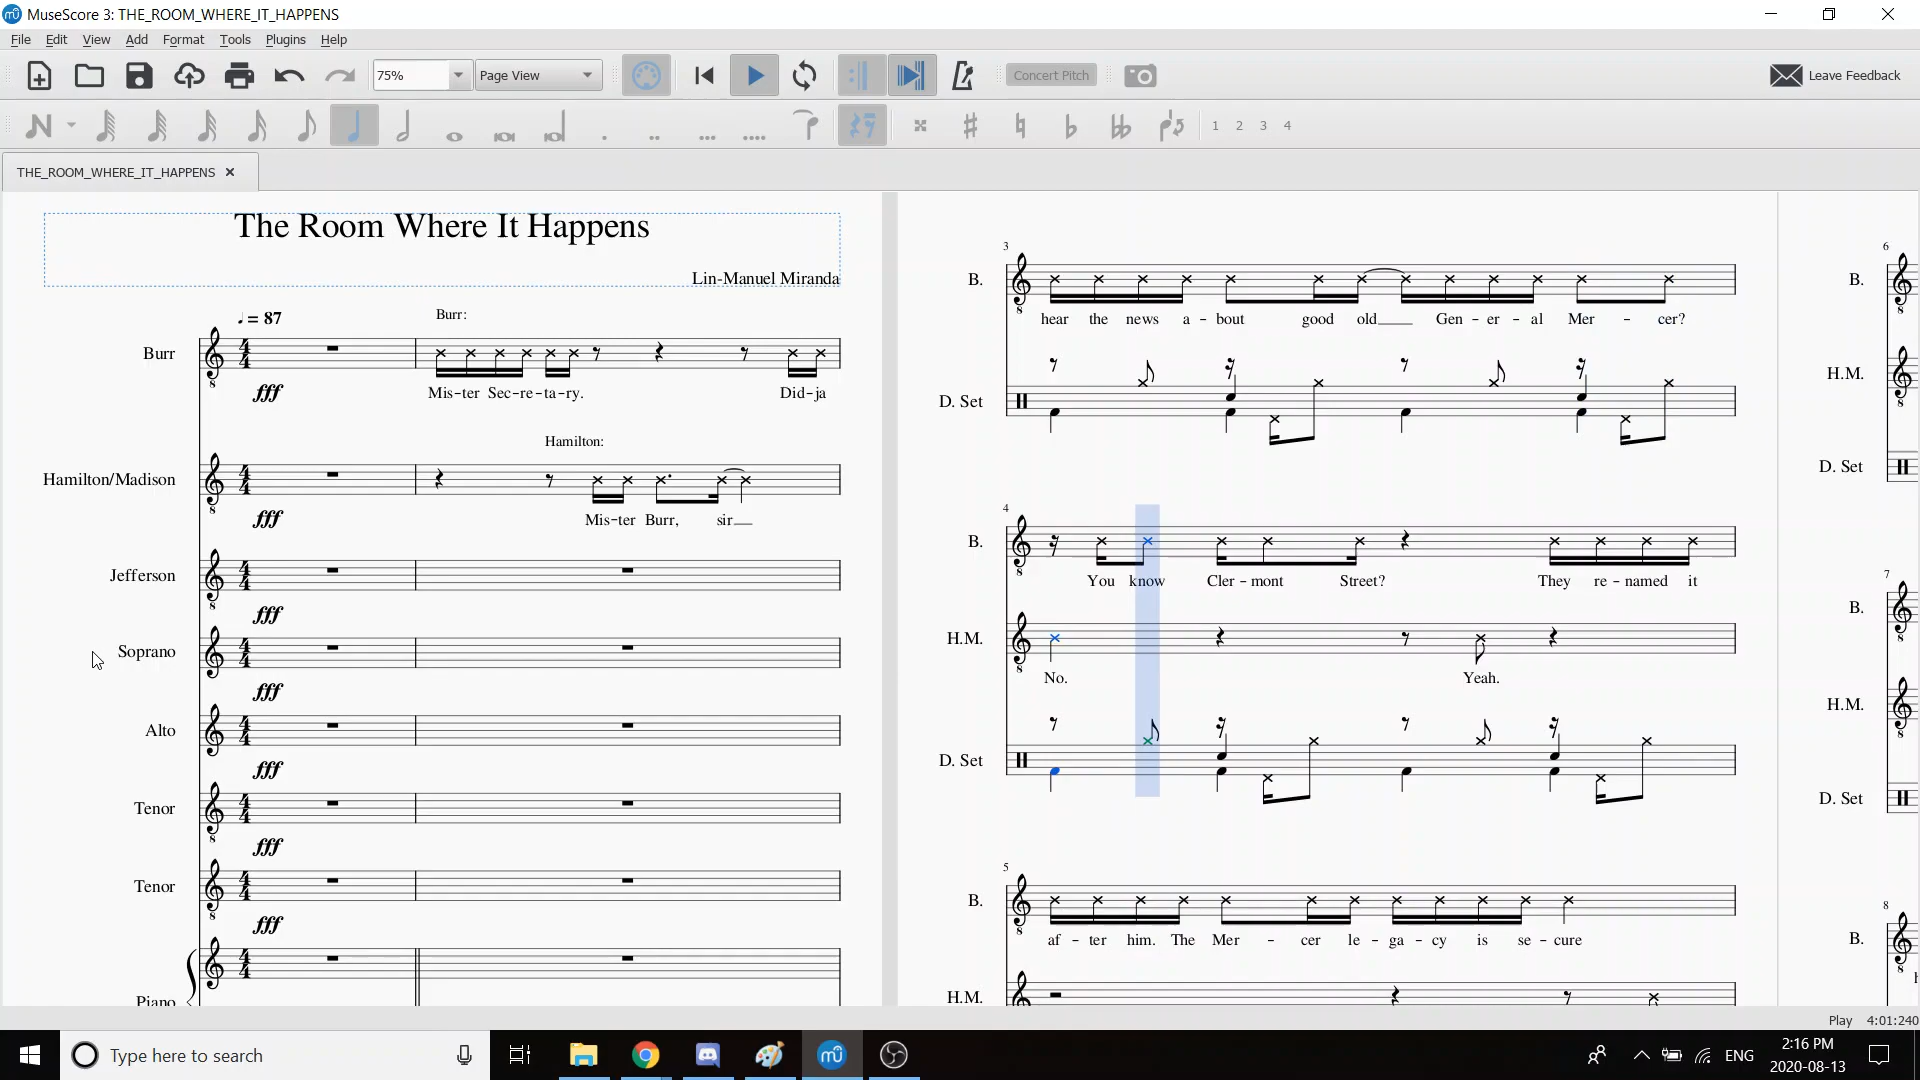 MuseScore 3: THE_ROOM_WHERE_IT_HAPPENS
File Edit View Add Format Tools Plugins Help
75% Page View Concert Pitch Leave Feedback
1 2 3 4
THE_ROOM_WHERE_IT_HAPPENS
The Room Where It Happens
Lin-Manuel Miranda
= 87
Burr:
Burr
fff
Mis-ter Sec-re-ta-ry. Did-ja
Hamilton:
Hamilton/Madison
fff
Mis-ter Burr, sir
Jefferson
fff
Soprano
fff
Alto
fff
Tenor
fff
Tenor
fff
Piano
3
B.
hear the news a - bout good old Gen - er - al Mer - cer?
D. Set
4
B.
You know Cler - mont Street? They re - named it
H.M.
No. Yeah.
D. Set
5
B.
af - ter him. The Mer - cer le - ga - cy is se - cure
H.M.
6
B.
H.M.
D. Set
7
B.
H.M.
D. Set
8
B.
Play 4:01:240
Type here to search
ENG
2:16 PM
2020-08-13